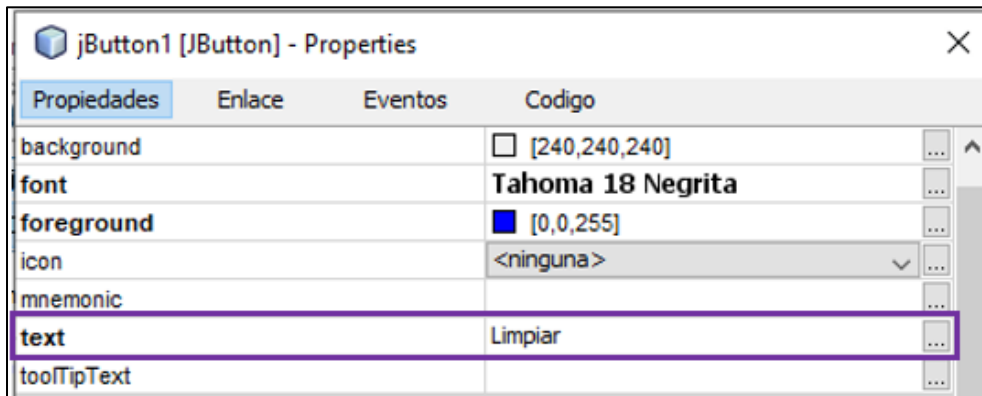 jButton1 [JButton] - Properties
Propiedades Enlace Eventos Codigo
background [240,240,240] ...
font Tahoma 18 Negrita ...
foreground [0,0,255] ...
icon <ninguna> ...
mnemonic ...
text Limpiar ...
toolTipText ...